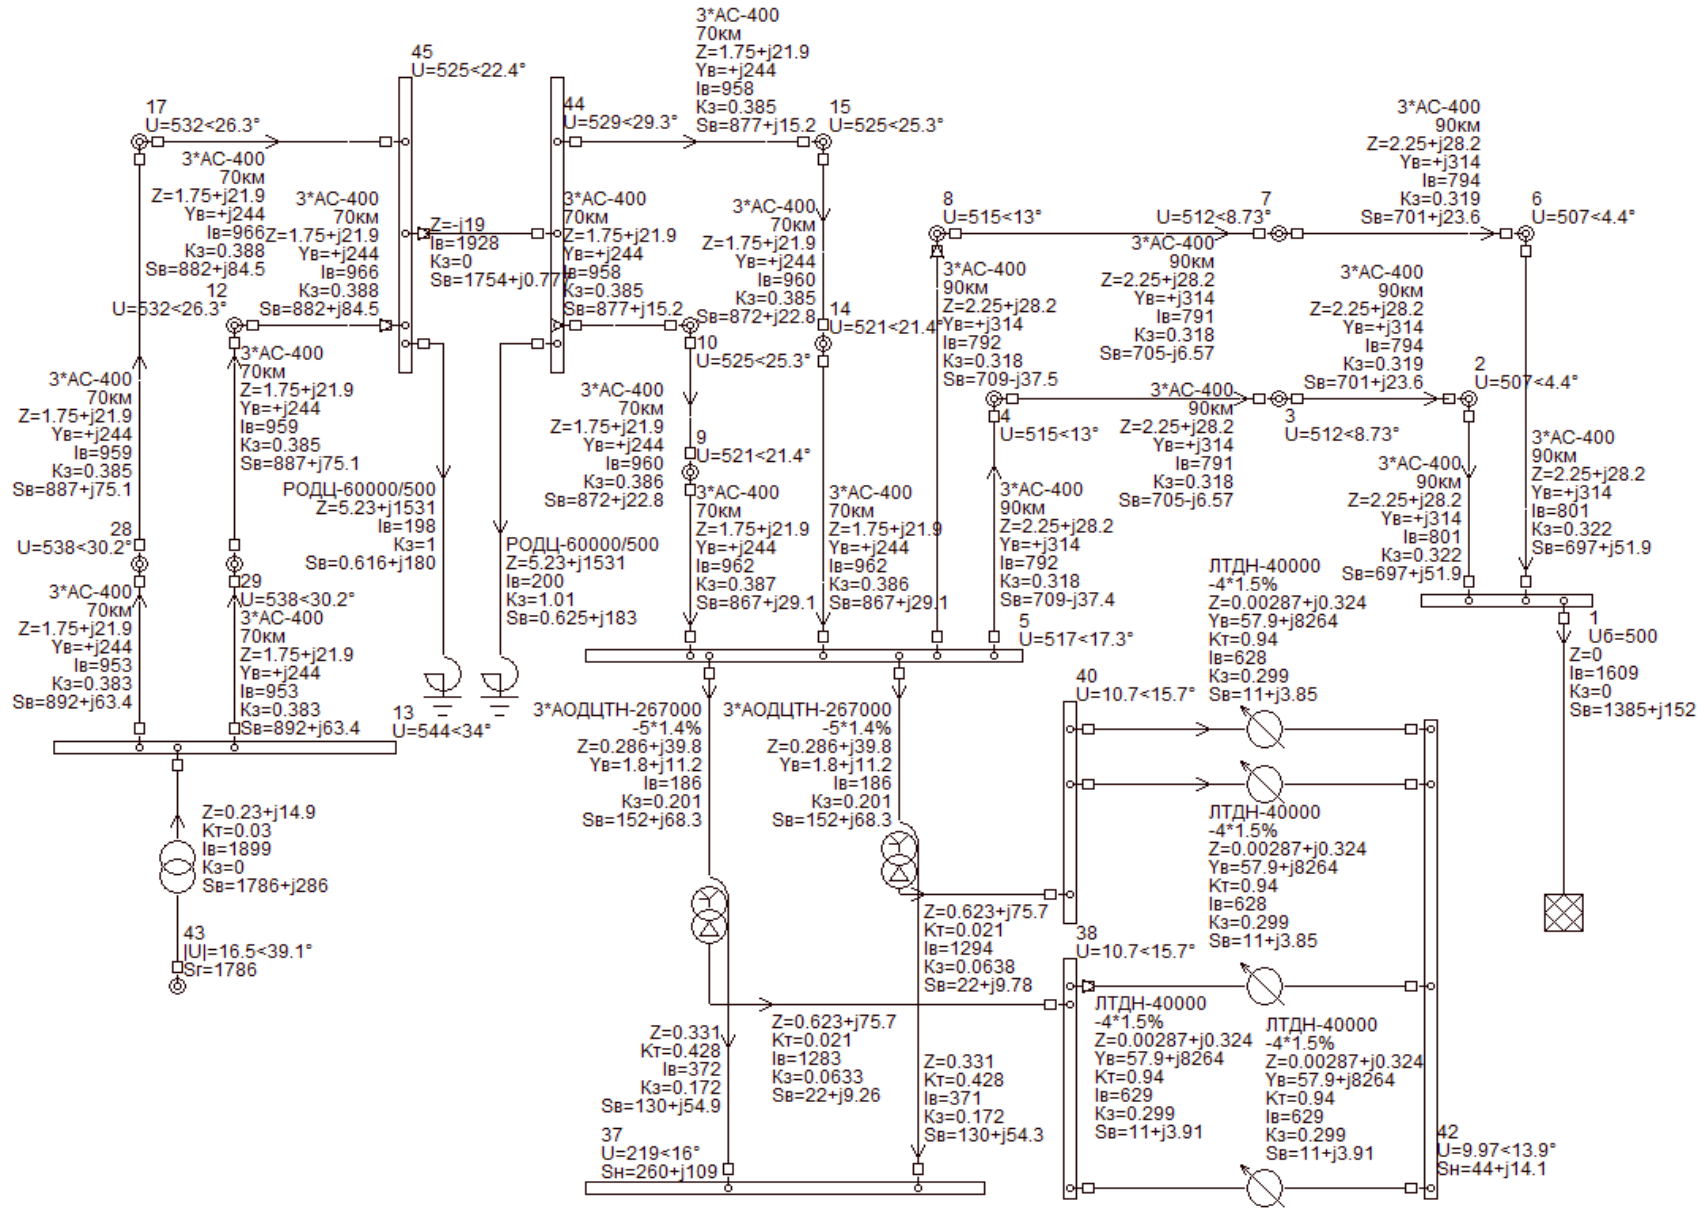 3*АС-400
70км
Z=1.75+j21.9
Yв=+j244
Iв=958
Kз=0.385
Sв=877+j15.2
45
U=525<22.4°
17
U=532<26.3°
44
U=529<29.3°
15
U=525<25.3°
3*АС-400
90км
Z=2.25+j28.2
Yв=+j314
Iв=794
Kз=0.319
Sв=701+j23.6
3*АС-400
70км
Z=1.75+j21.9
Yв=+j244
Iв=966
Kз=0.388
Sв=882+j84.5
12
U=532<26.3°
3*АС-400
70км
Z=1.75+j21.9
Yв=+j244
Iв=966
Kз=0.388
Sв=882+j84.5
Z=-j19
Iв=1928
Kз=0
Sв=1754+j0.77
3*АС-400
70км
Z=1.75+j21.9
Yв=+j244
Iв=958
Kз=0.385
Sв=877+j15.2
3*АС-400
70км
Z=1.75+j21.9
Yв=+j244
Iв=960
Kз=0.385
Sв=872+j22.8
14
U=521<21.4°
8
U=515<13°
7
U=512<8.73°
6
U=507<4.4°
3*АС-400
90км
Z=2.25+j28.2
Yв=+j314
Iв=792
Kз=0.318
Sв=709-j37.5
3*АС-400
90км
Z=2.25+j28.2
Yв=+j314
Iв=791
Kз=0.318
Sв=705-j6.57
3*АС-400
90км
Z=2.25+j28.2
Yв=+j314
Iв=794
Kз=0.319
Sв=701+j23.6
2
U=507<4.4°
10
U=525<25.3°
3*АС-400
70км
Z=1.75+j21.9
Yв=+j244
Iв=959
Kз=0.385
Sв=887+j75.1
3*АС-400
70км
Z=1.75+j21.9
Yв=+j244
Iв=959
Kз=0.385
Sв=887+j75.1
3*АС-400
70км
Z=1.75+j21.9
Yв=+j244
Iв=960
Kз=0.386
Sв=872+j22.8
9
U=521<21.4°
4
U=515<13°
3*АС-400
90км
Z=2.25+j28.2
Yв=+j314
Iв=791
Kз=0.318
Sв=705-j6.57
3
U=512<8.73°
3*АС-400
90км
Z=2.25+j28.2
Yв=+j314
Iв=801
Kз=0.322
Sв=697+j51.9
3*АС-400
90км
Z=2.25+j28.2
Yв=+j314
Iв=801
Kз=0.322
Sв=697+j51.9
РОДЦ-60000/500
Z=5.23+j1531
Iв=198
Kз=1
Sв=0.616+j180
РОДЦ-60000/500
Z=5.23+j1531
Iв=200
Kз=1.01
Sв=0.625+j183
3*АС-400
70км
Z=1.75+j21.9
Yв=+j244
Iв=962
Kз=0.387
Sв=867+j29.1
3*АС-400
70км
Z=1.75+j21.9
Yв=+j244
Iв=962
Kз=0.386
Sв=867+j29.1
3*АС-400
90км
Z=2.25+j28.2
Yв=+j314
Iв=792
Kз=0.318
Sв=709-j37.4
5
U=517<17.3°
28
U=538<30.2°
29
U=538<30.2°
3*АС-400
70км
Z=1.75+j21.9
Yв=+j244
Iв=953
Kз=0.383
Sв=892+j63.4
3*АС-400
70км
Z=1.75+j21.9
Yв=+j244
Iв=953
Kз=0.383
Sв=892+j63.4
13
U=544<34°
ЛТДН-40000
-4*1.5%
Z=0.00287+j0.324
Yв=57.9+j8264
Kт=0.94
Iв=628
Kз=0.299
Sв=11+j3.85
1
Uб=500
Z=0
Iв=1609
Kз=0
Sв=1385+j152
40
U=10.7<15.7°
3*АОДЦТН-267000
-5*1.4%
Z=0.286+j39.8
Yв=1.8+j11.2
Iв=186
Kз=0.201
Sв=152+j68.3
3*АОДЦТН-267000
-5*1.4%
Z=0.286+j39.8
Yв=1.8+j11.2
Iв=186
Kз=0.201
Sв=152+j68.3
Z=0.23+j14.9
Kт=0.03
Iв=1899
Kз=0
Sв=1786+j286
43
|U|=16.5<39.1°
Sг=1786
ЛТДН-40000
-4*1.5%
Z=0.00287+j0.324
Yв=57.9+j8264
Kт=0.94
Iв=628
Kз=0.299
Sв=11+j3.85
Z=0.623+j75.7
Kт=0.021
Iв=1294
Kз=0.0638
Sв=22+j9.78
38
U=10.7<15.7°
ЛТДН-40000
-4*1.5%
Z=0.00287+j0.324
Yв=57.9+j8264
Kт=0.94
Iв=629
Kз=0.299
Sв=11+j3.91
ЛТДН-40000
-4*1.5%
Z=0.00287+j0.324
Yв=57.9+j8264
Kт=0.94
Iв=629
Kз=0.299
Sв=11+j3.91
Z=0.331
Kт=0.428
Iв=372
Kз=0.172
Sв=130+j54.9
Z=0.623+j75.7
Kт=0.021
Iв=1283
Kз=0.0633
Sв=22+j9.26
Z=0.331
Kт=0.428
Iв=371
Kз=0.172
Sв=130+j54.3
37
U=219<16°
Sн=260+j109
42
U=9.97<13.9°
Sн=44+j14.1